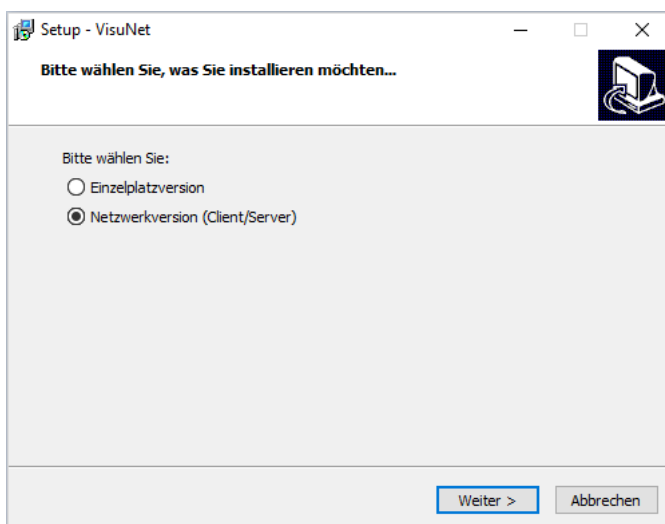 Setup - VisuNet
Bitte wählen Sie, was Sie installieren möchten...
Bitte wählen Sie:
Einzelplatzversion
Netzwerkversion (Client/Server)
Weiter >
Abbrechen